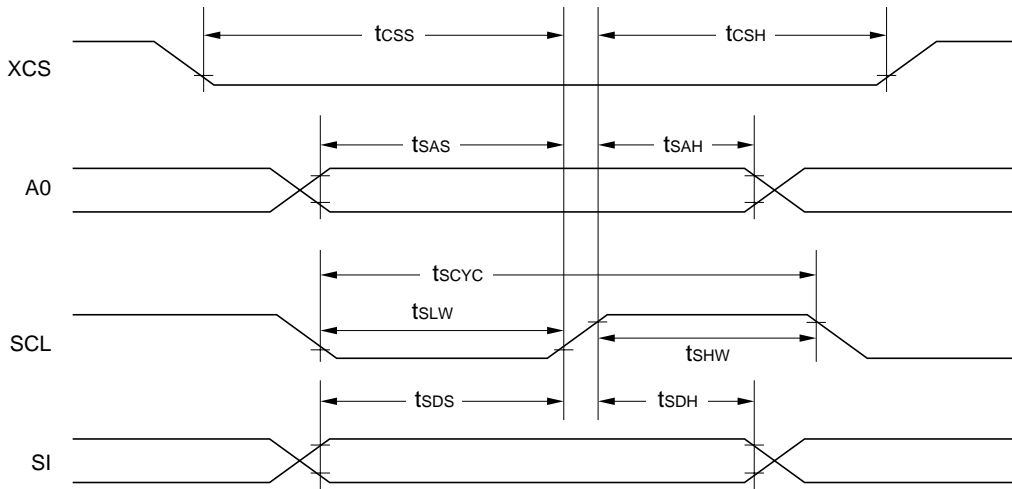 tCSS tCSH
XCS
tSAS tSAH
A0
tSCYC
tSLW
SCL
tSHW
tSDS tSDH
SI